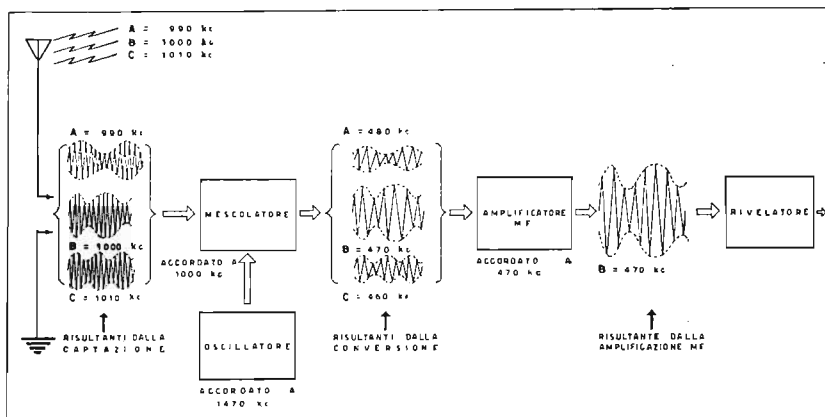 A = 990 kc
B = 1000 kc
C = 1010 kc
A = 990 kc
B = 1000 kc
C = 1010 kc
RISULTANTI DALLA
CAPTAZIONE
MESCOLATORE
ACCORDATO A
1000 kc
OSCILLATORE
ACCORDATO A
1470 kc
A = 480 kc
B = 470 kc
C = 460 kc
RISULTANTI DALLA
CONVERSIONE
AMPLIFICATORE
MF
ACCORDATO A
470 kc
B = 470 kc
RISULTANTE DALLA
AMPLIFICAZIONE MF
RIVELATORE